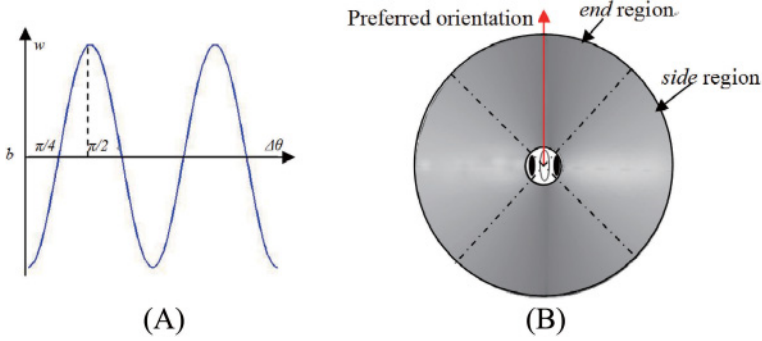 w
π/4
π/2
Δθ
b
(A)
Preferred orientation
end region
side region
(B)